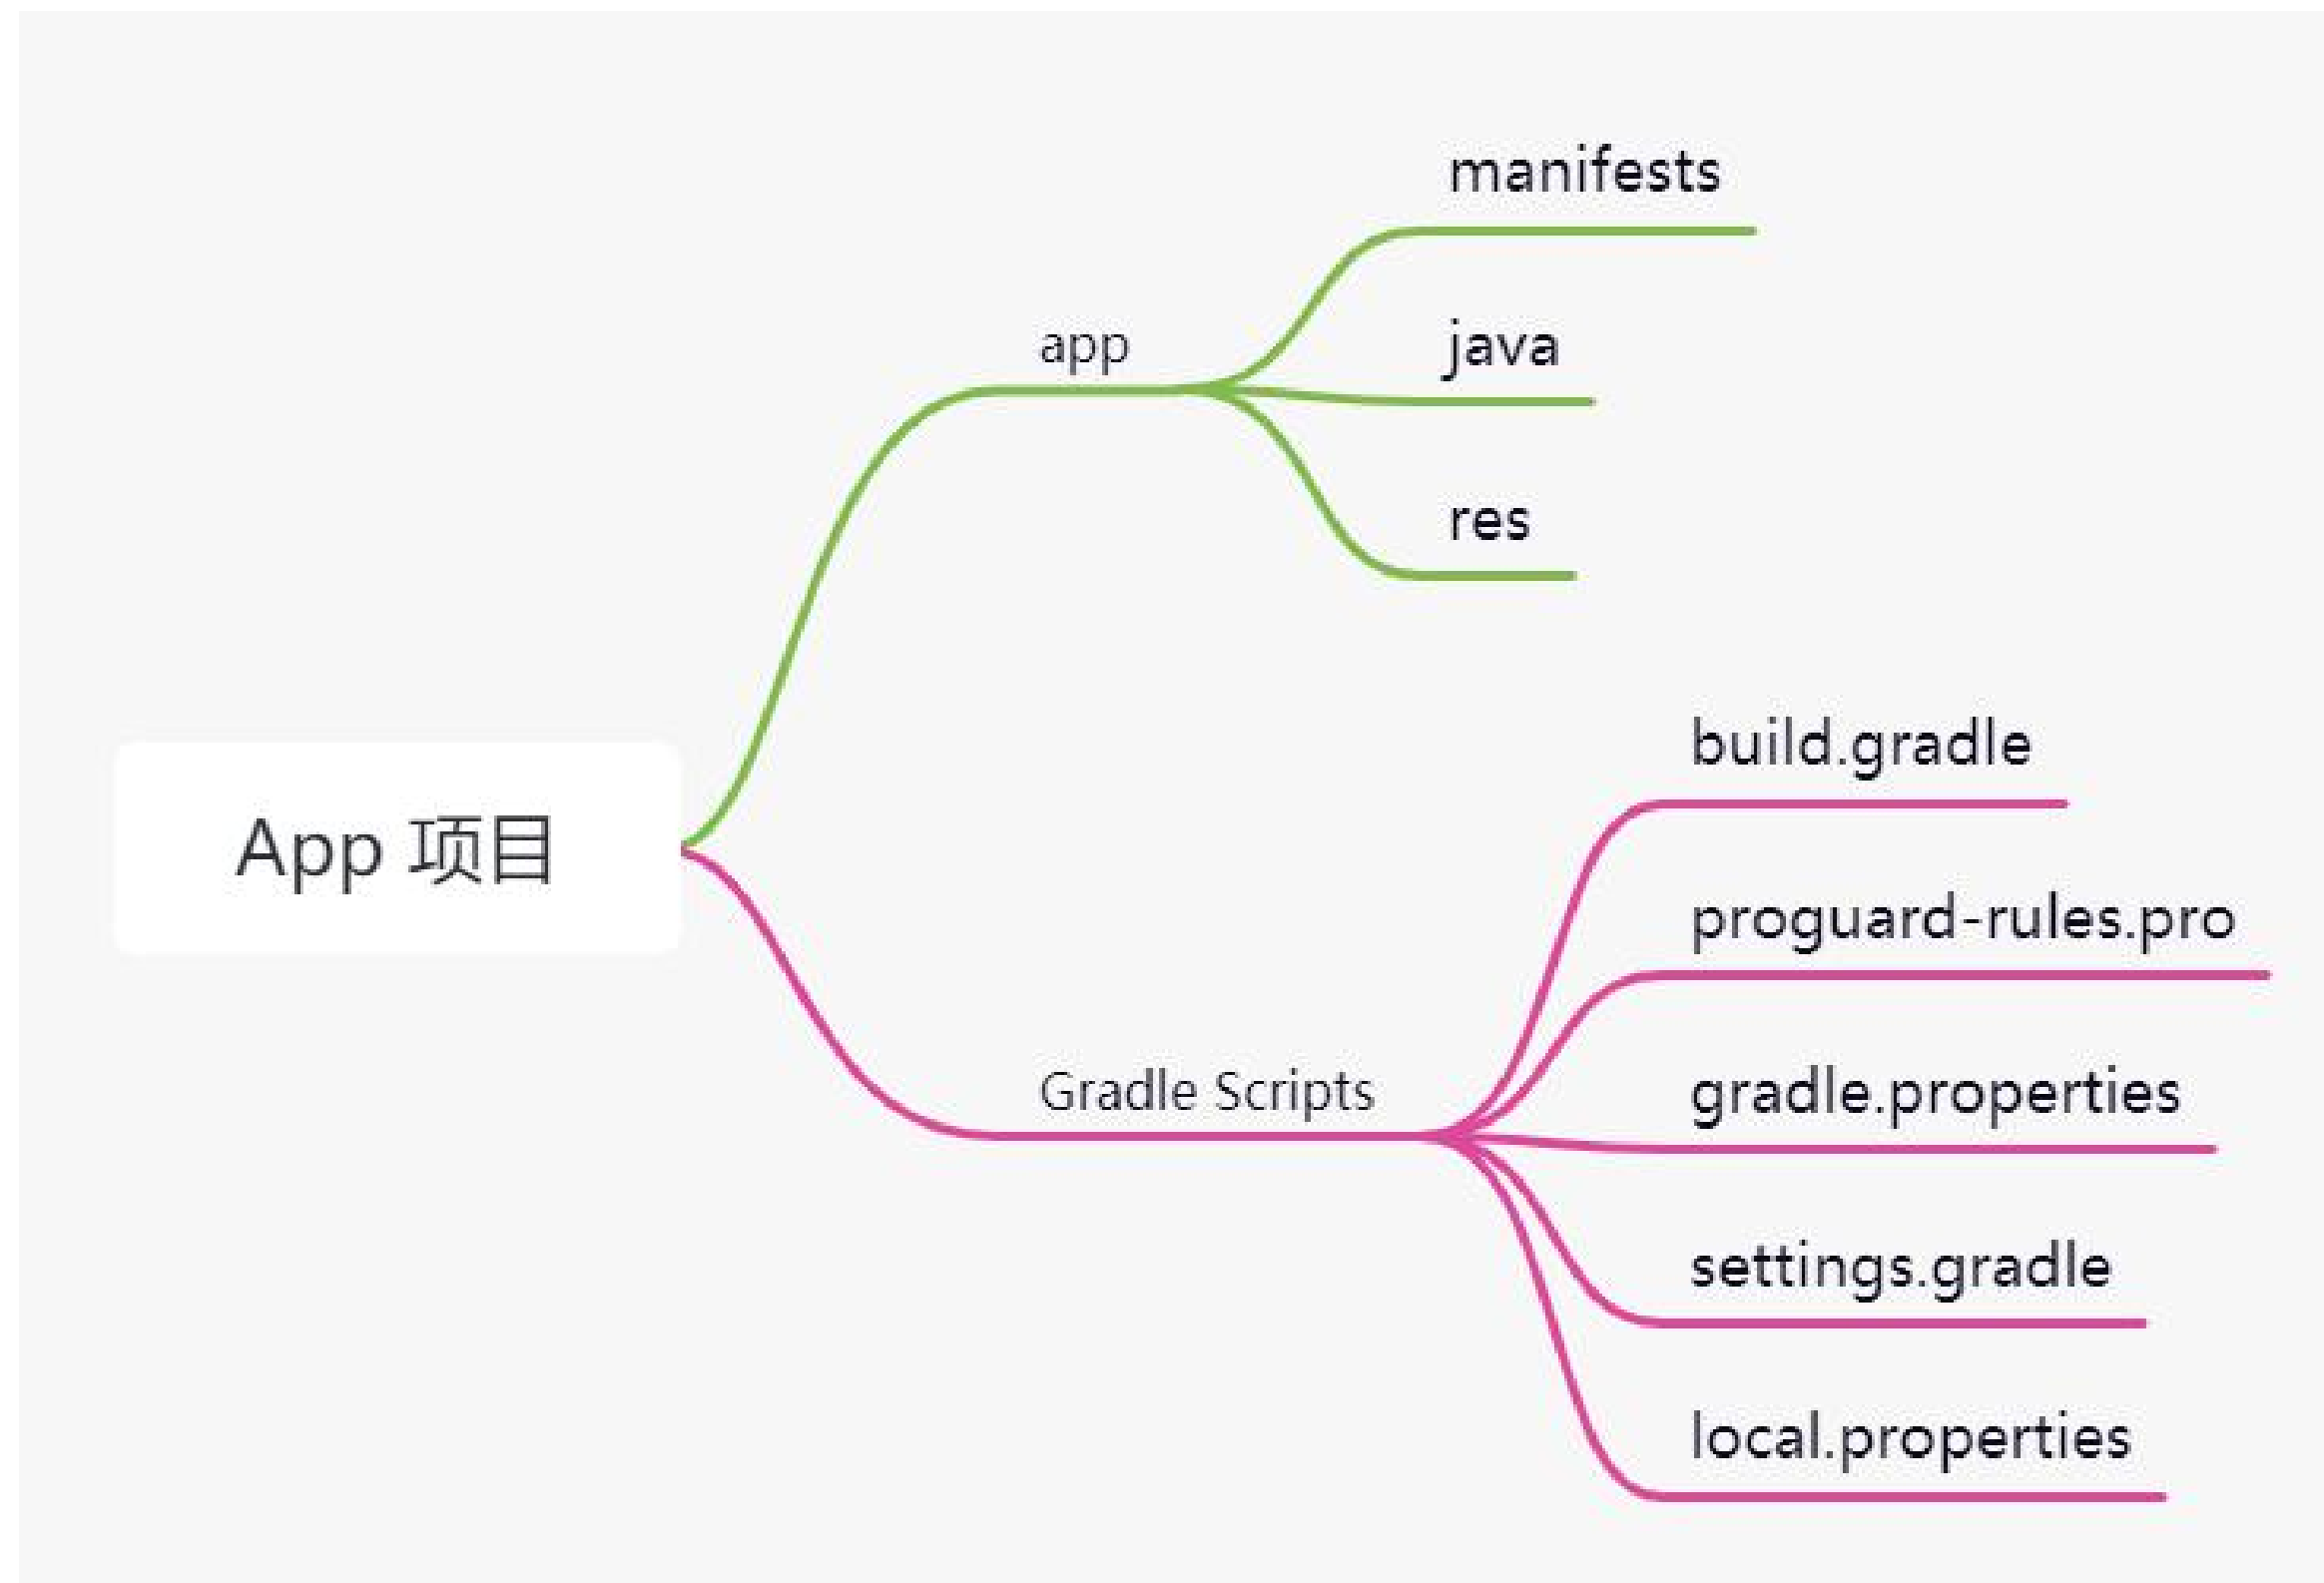 App 项目
app
manifests
java
res
Gradle Scripts
build.gradle
proguard-rules.pro
gradle.properties
settings.gradle
local.properties